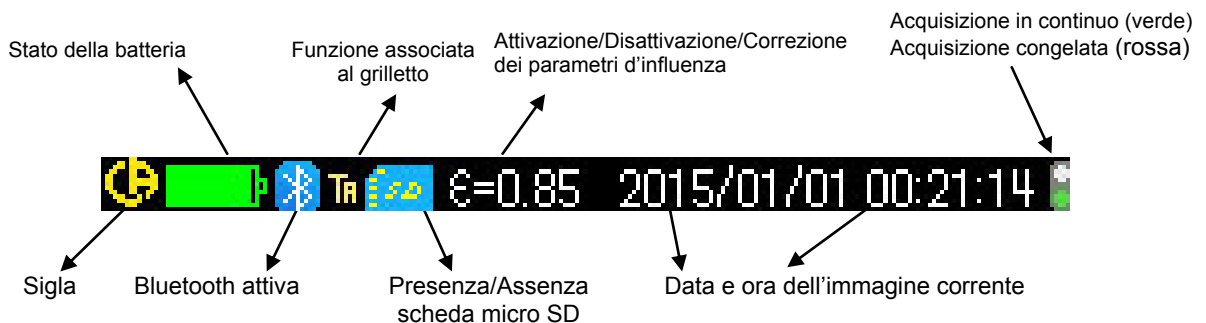 Stato della batteria
Funzione associata
al grilletto
Attivazione/Disattivazione/Correzione
dei parametri d'influenza
Acquisizione in continuo (verde)
Acquisizione congelata (rossa)
CA TA SD ε=0.85 2015/01/01 00:21:14
Sigla
Bluetooth attiva
Presenza/Assenza
scheda micro SD
Data e ora dell'immagine corrente